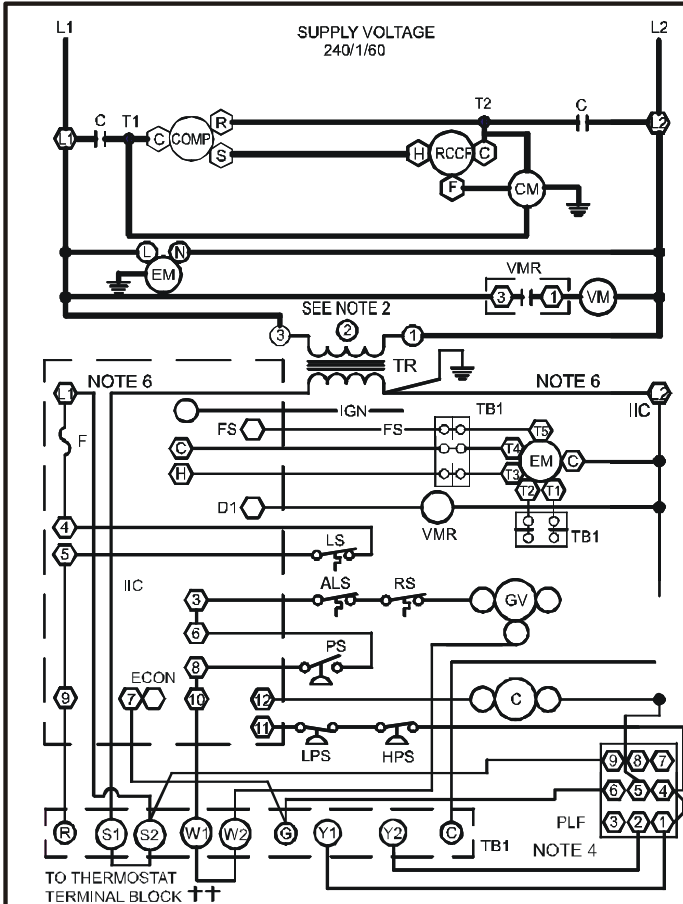 L1 SUPPLY VOLTAGE L2
240/1/60
C T1 R T2 C
L1 C COMP L2
S H RCCF C
F CM
L N
EM VMR
3 1 VM
SEE NOTE 2
3 2 1
TR
NOTE 6 NOTE 6
L1 L2
IGN TB1 IIC
F FS FS T5
C T4 EM C
H T3
T2 T1
D1
4 VMR TB1
LS
5
ALS RS
IIC 3 GV
6
PS
8
ECON
9 7 10 12 C
11
LPS HPS
9 8 7
6 5 4
PLF 3 2 1
R S1 S2 W1 W2 G Y1 Y2 C TB1
NOTE 4
TO THERMOSTAT
TERMINAL BLOCK ††